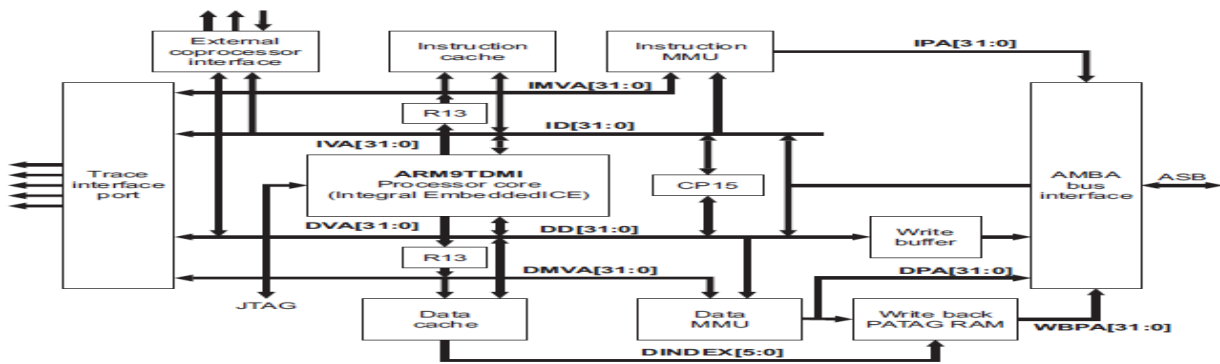 External
coprocessor
interface
Instruction
cache
Instruction
MMU
IPA[31:0]
IMVA[31:0]
R13
ID[31:0]
IVA[31:0]
Trace
interface
port
ARM9TDMI
Processor core
(Integral EmbeddedICE)
CP15
AMBA
bus
interface
ASB
DVA[31:0]
DD[31:0]
Write
buffer
R13
DMVA[31:0]
DPA[31:0]
JTAG
Data
cache
Data
MMU
Write back
PATAG RAM
WBPA[31:0]
DINDEX[5:0]